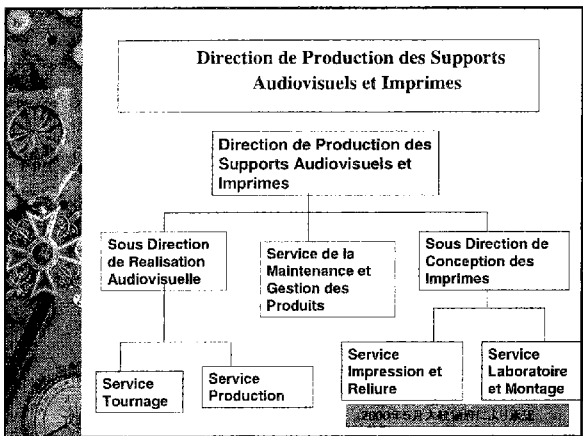 Direction de Production des Supports
Audiovisuels et Imprimes
Direction de Production des
Supports Audiovisuels et
Imprimes
Sous Direction
de Realisation
Audiovisuelle
Service de la
Maintenance et
Gestion des
Produits
Sous Direction de
Conception des
Imprimes
Service
Tournage
Service
Production
Service
Impression et
Reliure
Service
Laboratoire
et Montage